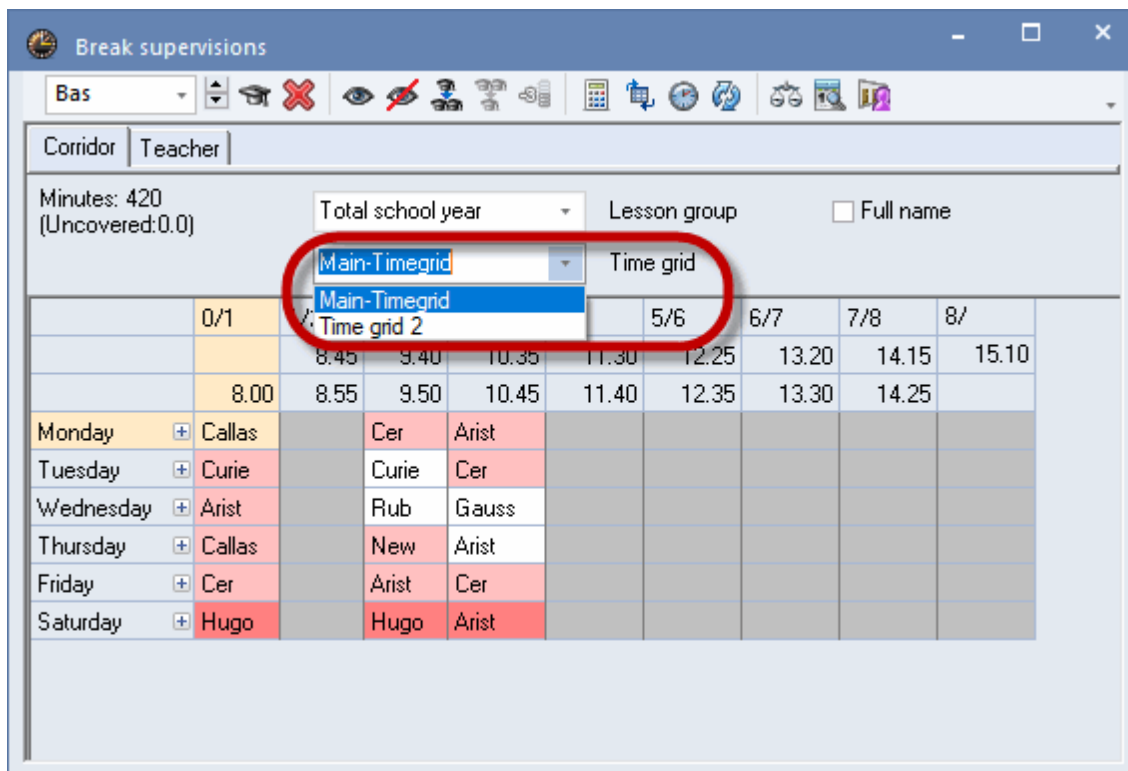 Break supervisions
Bas
Corridor Teacher
Minutes: 420
(Uncovered:0.0)
Total school year Lesson group Full name
Main-Timegrid Time grid
Main-Timegrid
Time grid 2
0/1 5/6 6/7 7/8 8/
8.45 9.40 10.35 11.30 12.25 13.20 14.15 15.10
8.00 8.55 9.50 10.45 11.40 12.35 13.30 14.25
Monday Callas Cer Arist
Tuesday Curie Curie Cer
Wednesday Arist Rub Gauss
Thursday Callas New Arist
Friday Cer Arist Cer
Saturday Hugo Hugo Arist